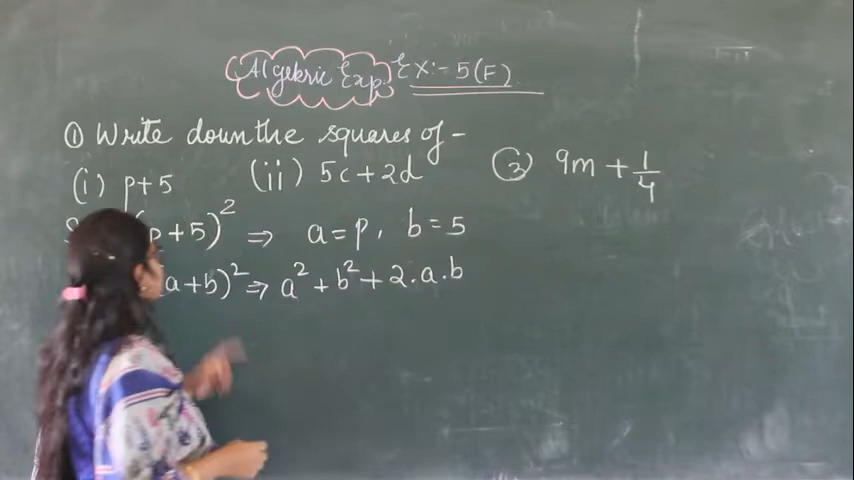 Algebric Exp. Ex:- 5(F)
① Write down the squares of -
(i) p+5 (ii) 5c+2d ③ 9m + 1/4
p+5)² ⇒ a=p, b=5
a+b)² ⇒ a² + b² + 2.a.b